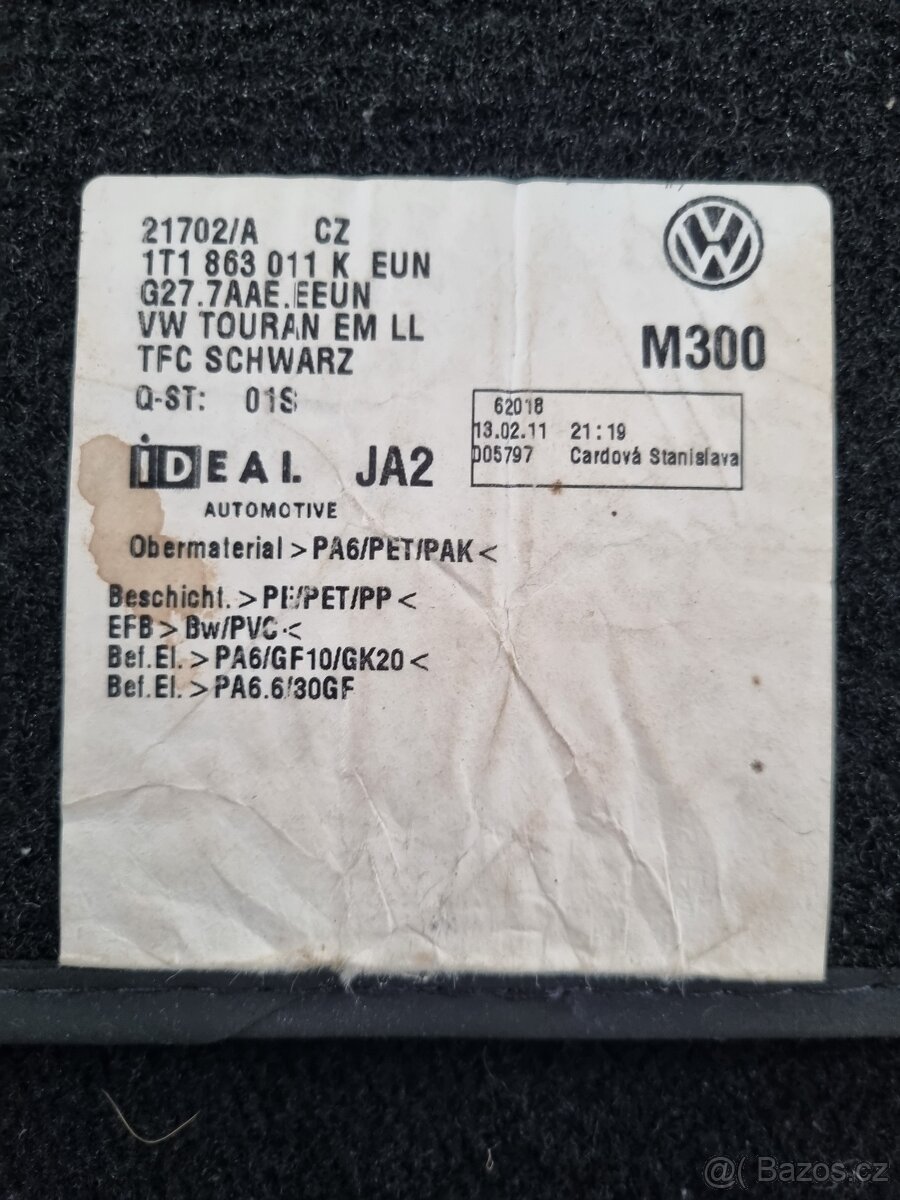 21702/A CZ
1T1 863 011 K EUN
G27.7AAE.EEUN
VW TOURAN EM LL
TFC SCHWARZ
M300
Q-ST: 01S
62018
13.02.11 21:19
D05797 Cardová Stanislava
iDEAL JA2
AUTOMOTIVE
Obermaterial >PA6/PET/PAK<
Beschicht. >PE/PET/PP<
EFB> Bw/PVC<
Bef.El. >PA6/GF10/GK20<
Bef.El. >PA6.6/30GF
@( Bazoš.cz